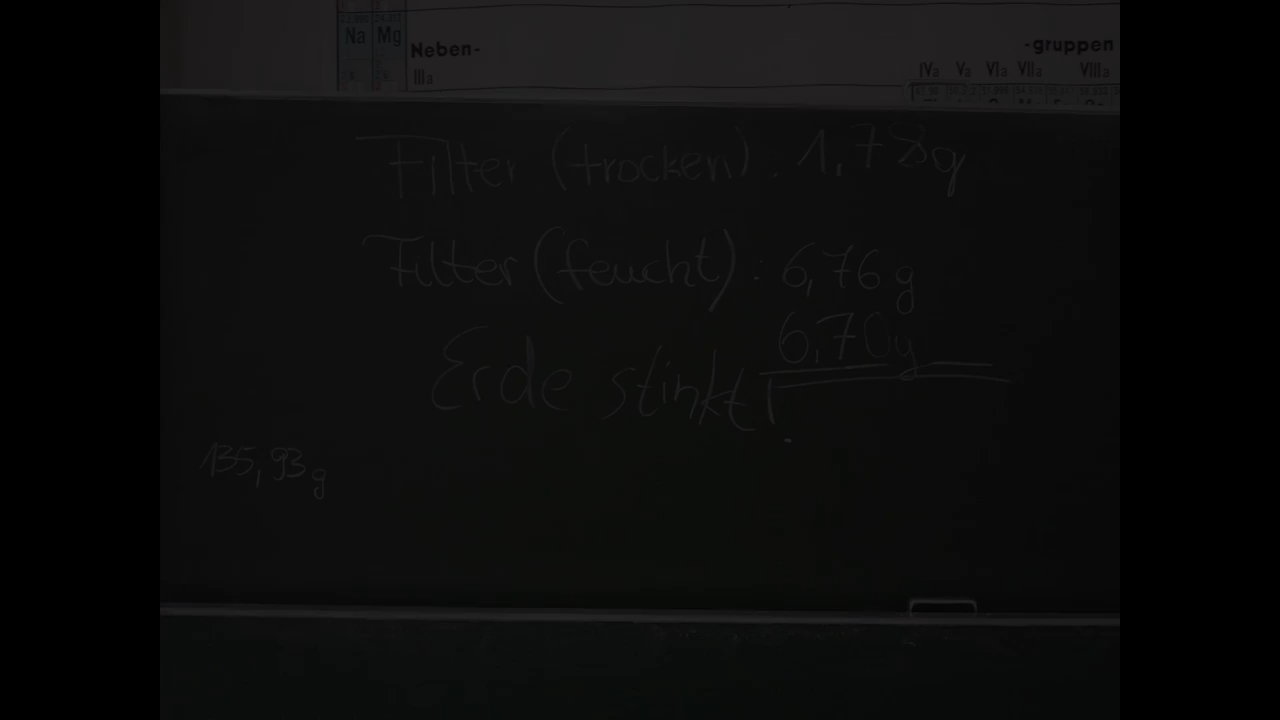 Na Mg
Neben- -gruppen
IIIa IVa Va VIa VIIa VIIIa
Filter (trocken): 1,78g
Filter (feucht): 6,76g
6,70g
Erde stinkt!
135,93g